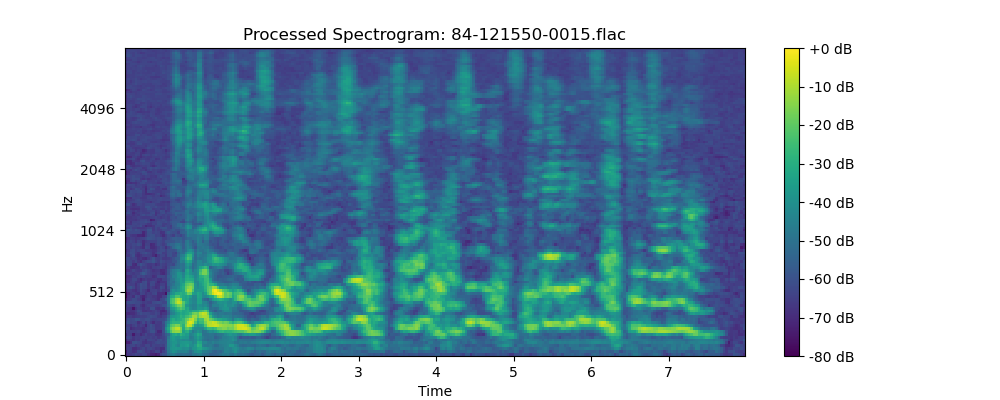 Processed Spectrogram: 84-121550-0015.flac
Hz
4096
2048
1024
512
0
0 1 2 3 4 5 6 7
Time
+0 dB
-10 dB
-20 dB
-30 dB
-40 dB
-50 dB
-60 dB
-70 dB
-80 dB